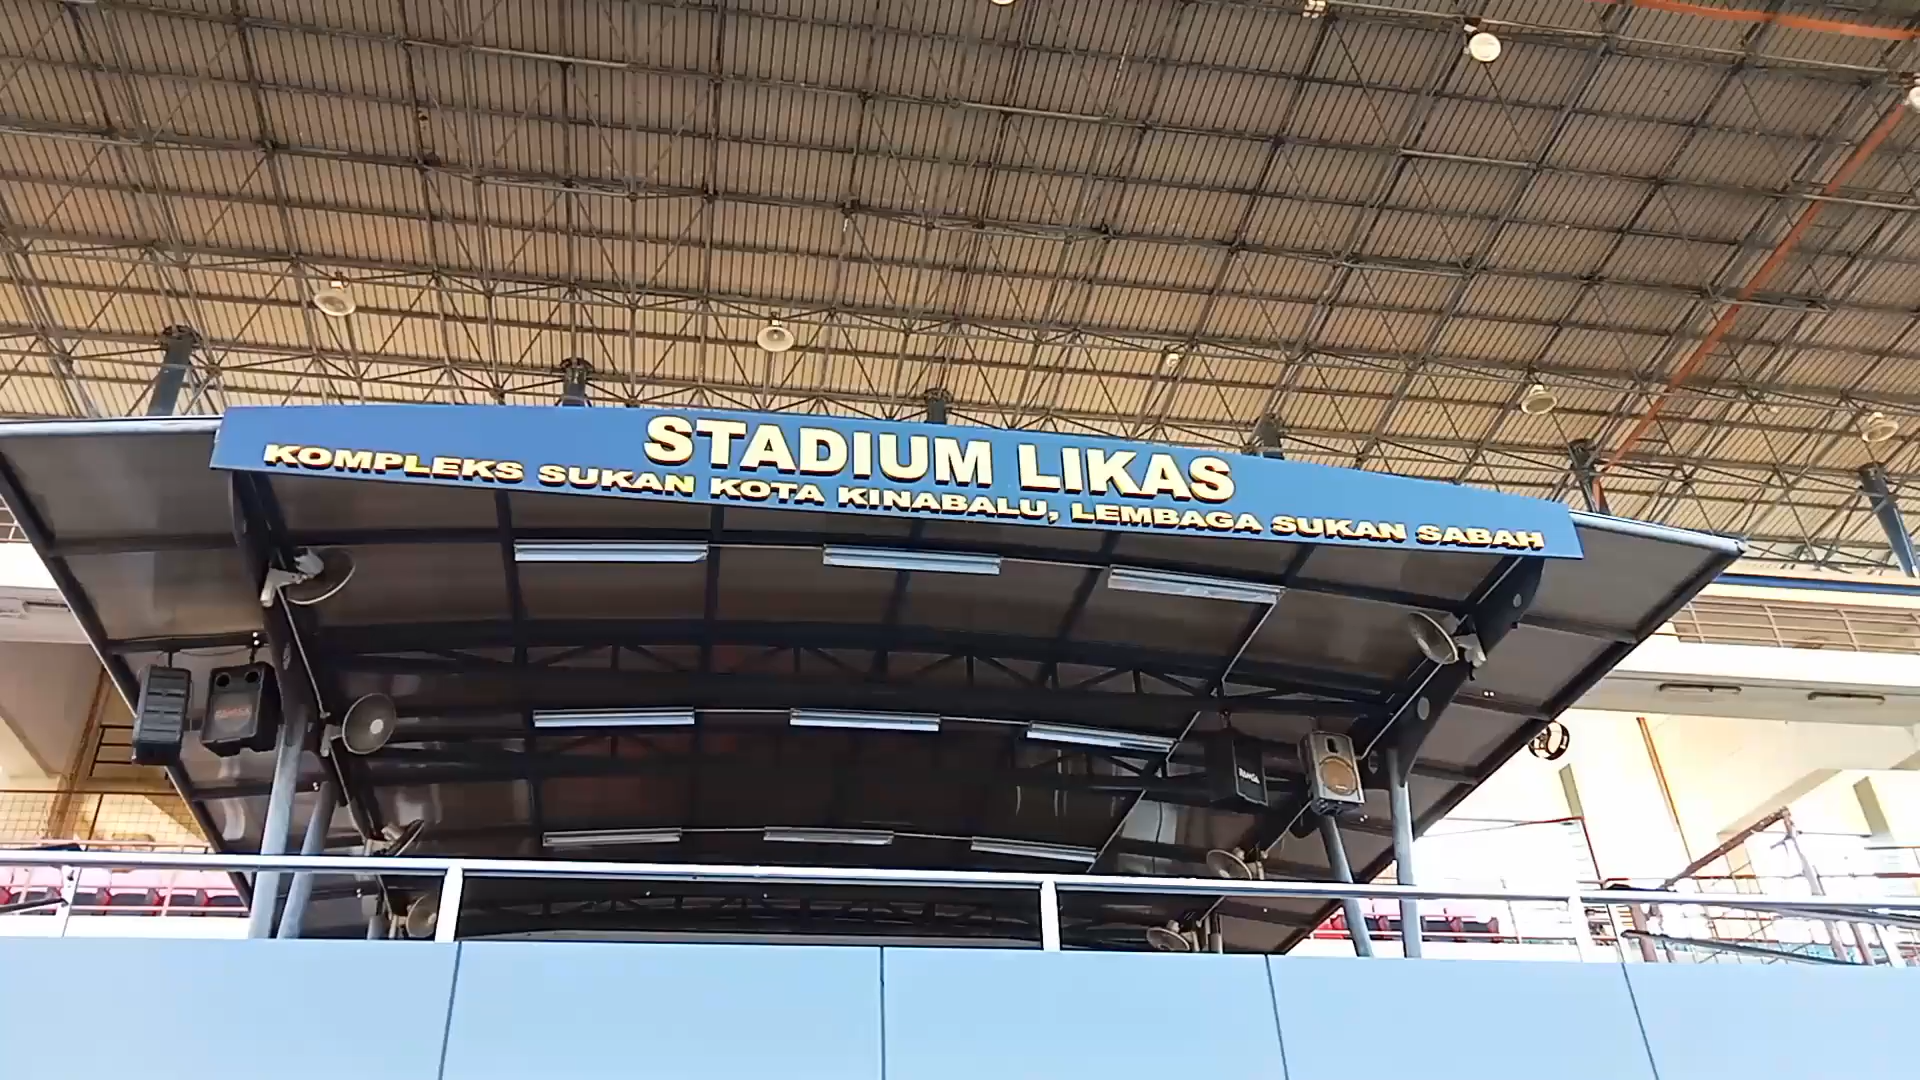 STADIUM LIKAS
KOMPLEKS SUKAN KOTA KINABALU, LEMBAGA SUKAN SABAH